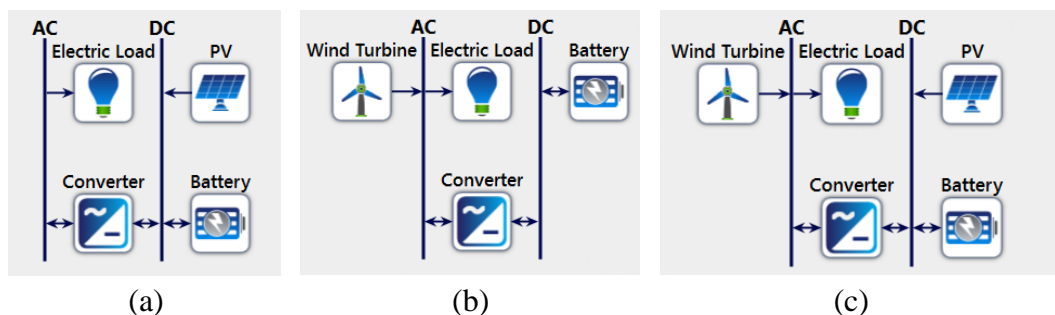 AC DC
Electric Load PV
Converter Battery
(a)
AC DC
Wind Turbine Electric Load Battery
Converter
(b)
AC DC
Wind Turbine Electric Load PV
Converter Battery
(c)